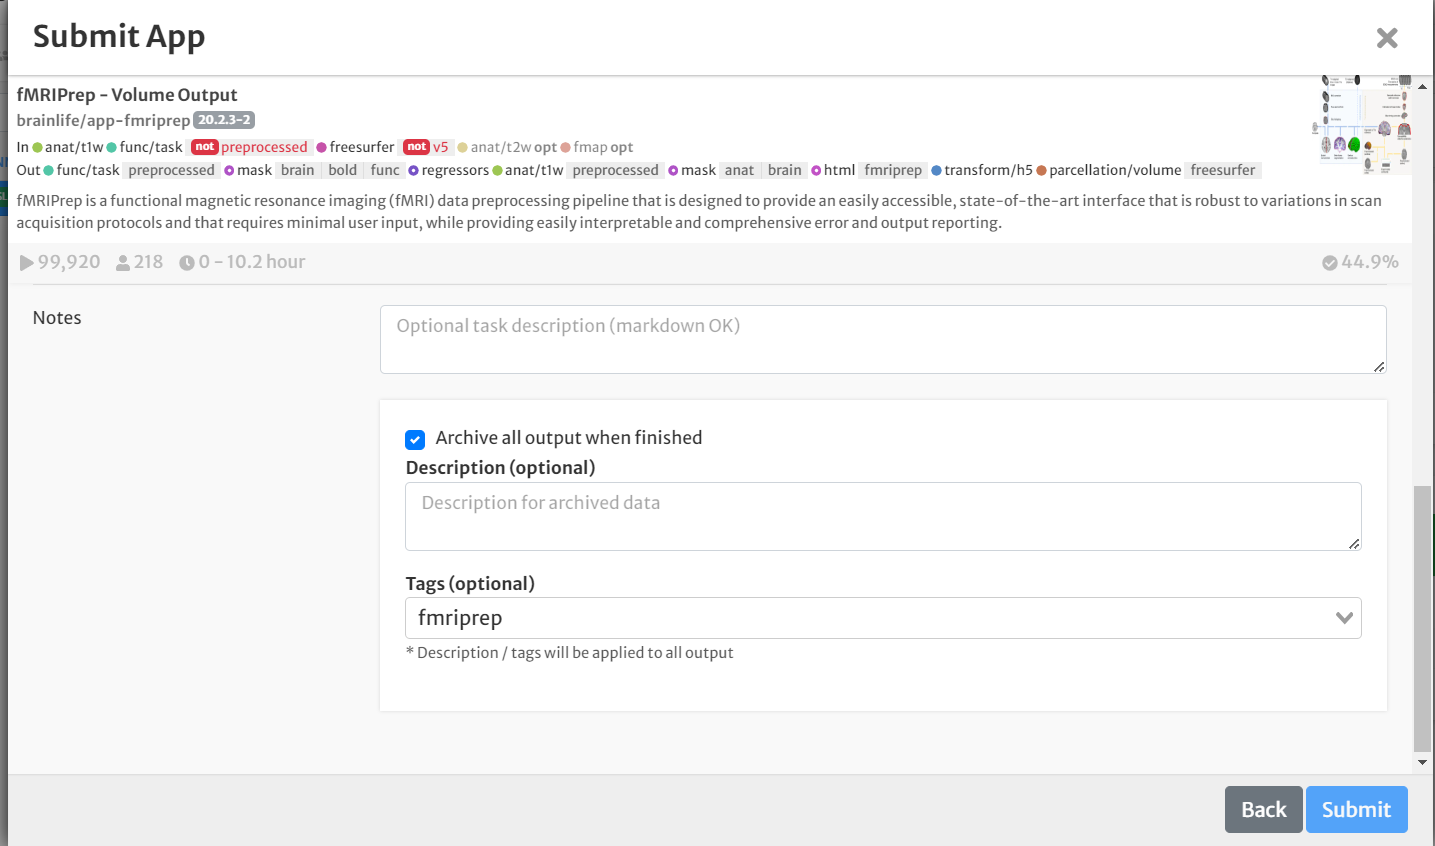 Submit App
fMRIPrep - Volume Output
brainlife/app-fmriprep 20.2.3-2
In anat/t1w func/task not preprocessed freesurfer not v5 anat/t2w opt fmap opt
Out func/task preprocessed mask brain bold func regressors anat/t1w preprocessed mask anat brain html fmriprep transform/h5 parcellation/volume freesurfer
fMRIPrep is a functional magnetic resonance imaging (fMRI) data preprocessing pipeline that is designed to provide an easily accessible, state-of-the-art interface that is robust to variations in scan
acquisition protocols and that requires minimal user input, while providing easily interpretable and comprehensive error and output reporting.
99,920 218 0 - 10.2 hour 44.9%
Notes
Optional task description (markdown OK)
Archive all output when finished
Description (optional)
Description for archived data
Tags (optional)
fmriprep
* Description / tags will be applied to all output
Back Submit